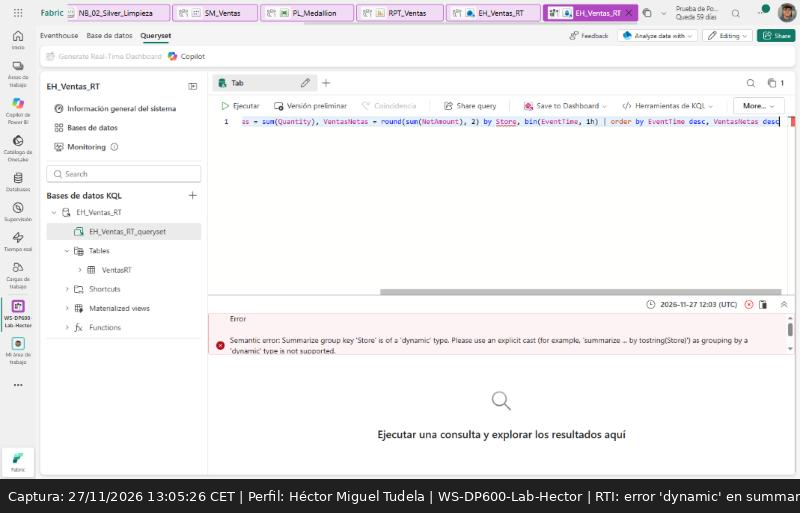 Fabric NB_02_Silver_Limpieza SM_Ventas PL_Medallion RPT_Ventas EH_Ventas_RT EH_Ventas_RT Prueba de Po...
Quede 59 días
Eventhouse Base de datos Queryset
Feedback Analyze data with Editing Share
Generate Real-Time Dashboard Copilot
Inicio
Áreas de trabajo
Copilot de Power BI
Catálogo de OneLake
Databases
Supervisión
Tiempo real
Cargas de trabajo
WS-DP600-Lab-Hector
Mi área de trabajo
Fabric
EH_Ventas_RT
Información general del sistema
Bases de datos
Monitoring
Search
Bases de datos KQL
EH_Ventas_RT
EH_Ventas_RT_queryset
Tables
VentasRT
Shortcuts
Materialized views
Functions
Tab
1
Ejecutar Versión preliminar Coincidencia Share query Save to Dashboard Herramientas de KQL More...
1 as = sum(Quantity), VentasNetas = round(sum(NetAmount), 2) by Store, bin(EventTime, 1h) | order by EventTime desc, VentasNetas desc
2026-11-27 12:03 (UTC)
Error
Semantic error: Summarize group key 'Store' is of a 'dynamic' type. Please use an explicit cast (for example, 'summarize ... by tostring(Store)') as grouping by a
'dynamic' type is not supported.
Ejecutar una consulta y explorar los resultados aquí
Captura: 27/11/2026 13:05:26 CET | Perfil: Héctor Miguel Tudela | WS-DP600-Lab-Hector | RTI: error 'dynamic' en summar